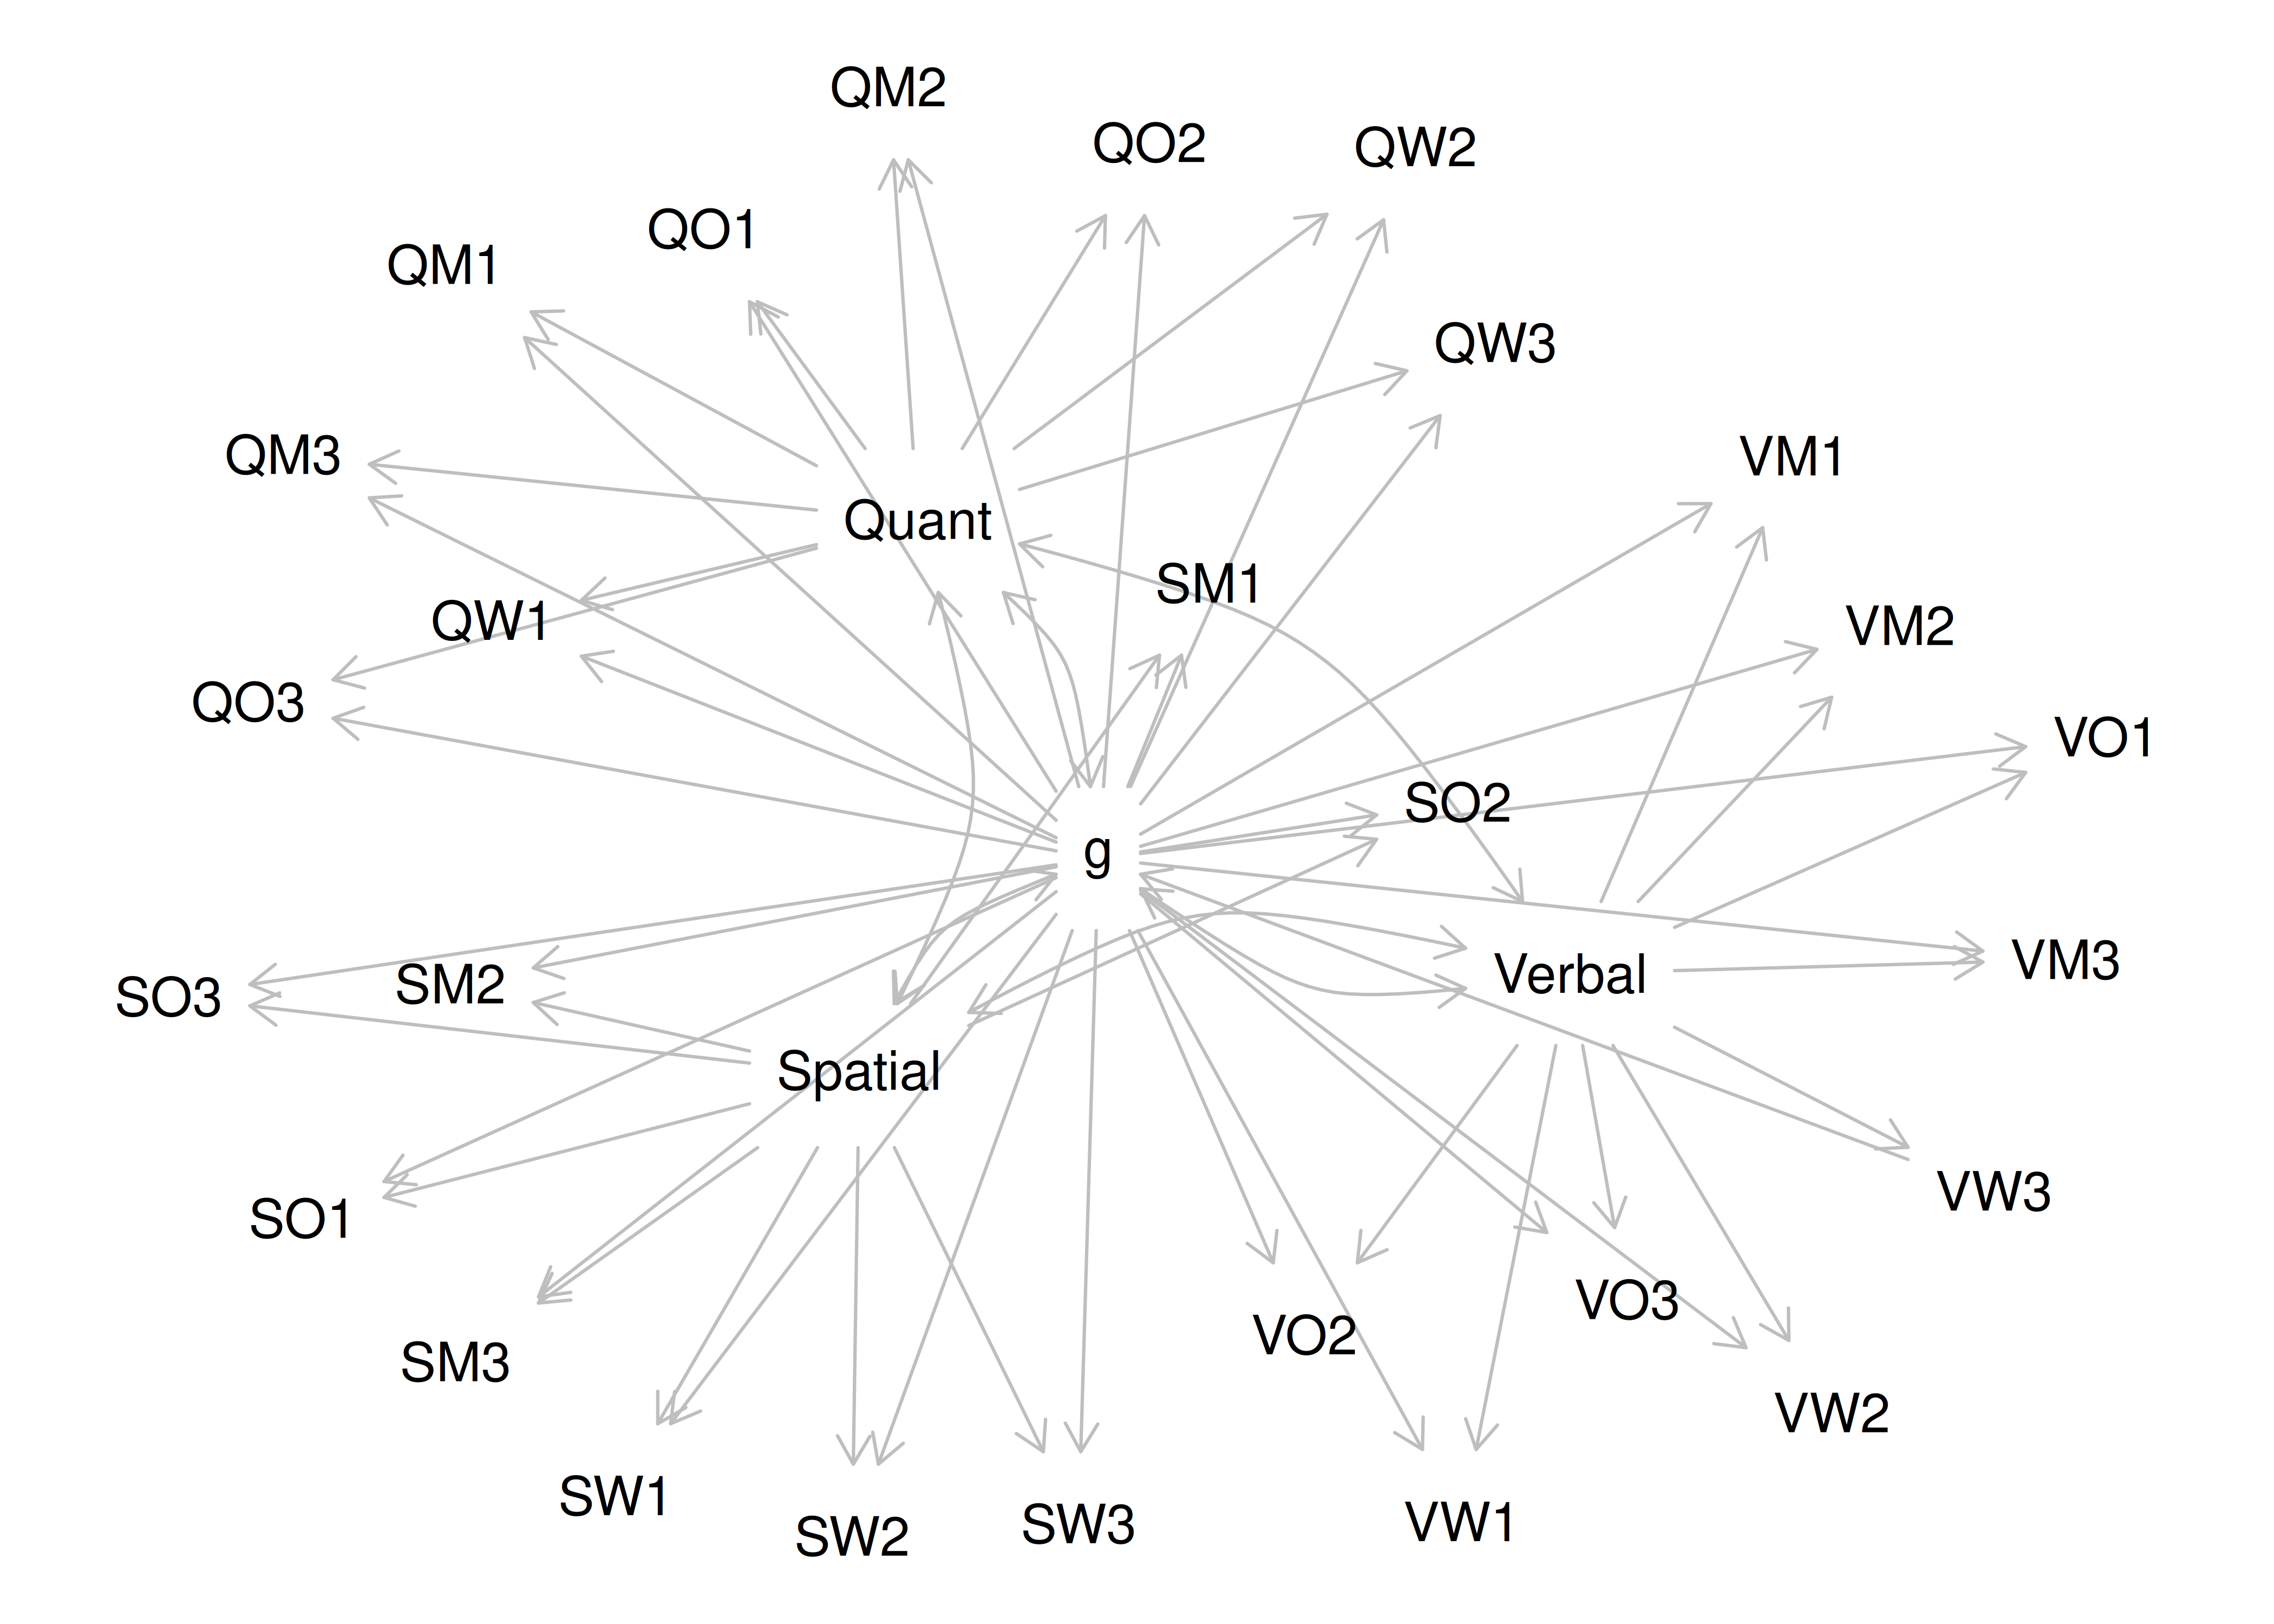 QM2
QO2
QW2
QO1
QM1
QW3
QM3
VM1
Quant
SM1
QW1
VM2
QO3
VO1
SO2
g
VM3
Verbal
SM2
SO3
Spatial
VW3
SO1
VO3
VO2
SM3
VW2
SW1
VW1
SW3
SW2